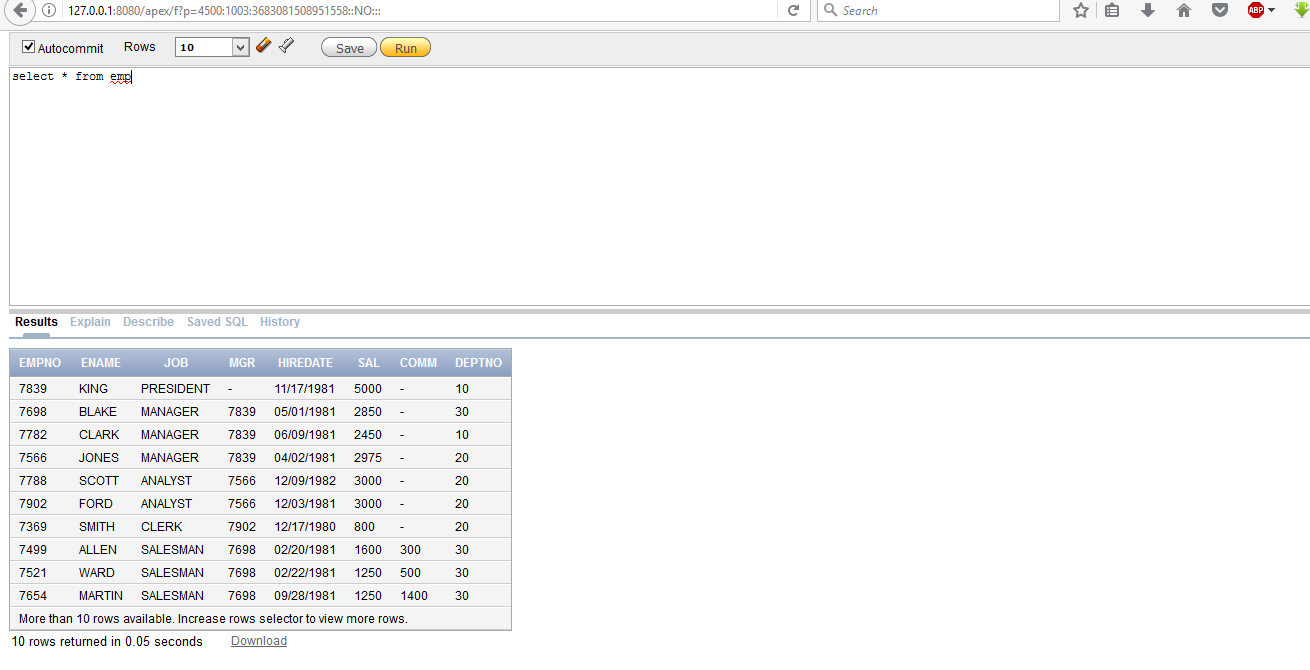 127.0.0.1:8080/apex/f?p=4500:1003:3683081508951558::NO::: Search ABP
Autocommit Rows 10 Save Run
select * from emp
Results Explain Describe Saved SQL History
EMPNO ENAME JOB MGR HIREDATE SAL COMM DEPTNO
7839 KING PRESIDENT - 11/17/1981 5000 - 10
7698 BLAKE MANAGER 7839 05/01/1981 2850 - 30
7782 CLARK MANAGER 7839 06/09/1981 2450 - 10
7566 JONES MANAGER 7839 04/02/1981 2975 - 20
7788 SCOTT ANALYST 7566 12/09/1982 3000 - 20
7902 FORD ANALYST 7566 12/03/1981 3000 - 20
7369 SMITH CLERK 7902 12/17/1980 800 - 20
7499 ALLEN SALESMAN 7698 02/20/1981 1600 300 30
7521 WARD SALESMAN 7698 02/22/1981 1250 500 30
7654 MARTIN SALESMAN 7698 09/28/1981 1250 1400 30
More than 10 rows available. Increase rows selector to view more rows.
10 rows returned in 0.05 seconds Download